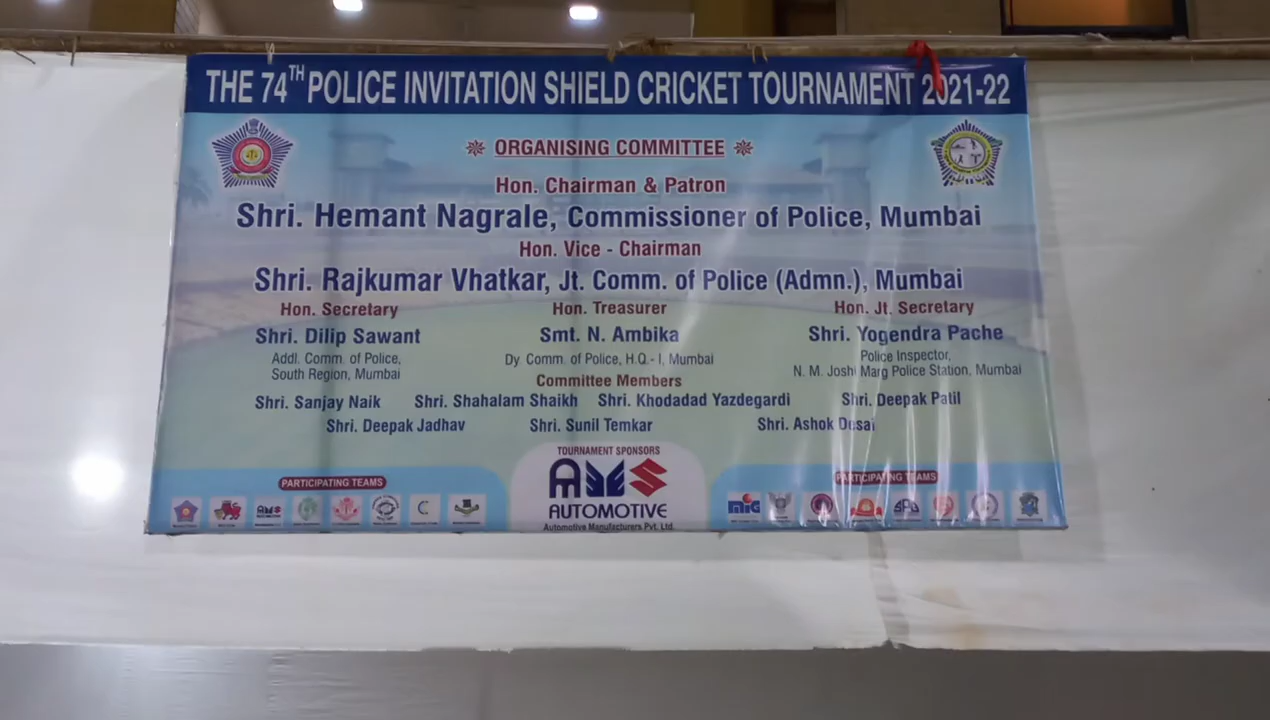 THE 74TH POLICE INVITATION SHIELD CRICKET TOURNAMENT 2021-22
ORGANISING COMMITTEE
Hon. Chairman & Patron
Shri. Hemant Nagrale, Commissioner of Police, Mumbai
Hon. Vice - Chairman
Shri. Rajkumar Vhatkar, Jt. Comm. of Police (Admn.), Mumbai
Hon. Secretary Hon. Treasurer Hon. Jt. Secretary
Shri. Dilip Sawant Smt. N. Ambika Shri. Yogendra Pache
Addl. Comm. of Police, Dy. Comm. of Police, H.Q.- I, Mumbai Police Inspector,
South Region, Mumbai N. M. Joshi Marg Police Station, Mumbai
Committee Members
Shri. Sanjay Naik Shri. Shahalam Shaikh Shri. Khodadad Yazdegardi Shri. Deepak Patil
Shri. Deepak Jadhav Shri. Sunil Temkar Shri. Ashok Desai
TOURNAMENT SPONSORS
PARTICIPATING TEAMS AMS PARTICIPATING TEAMS
AUTOMOTIVE
Automotive Manufacturers Pvt. Ltd.
AMS MIG SPG